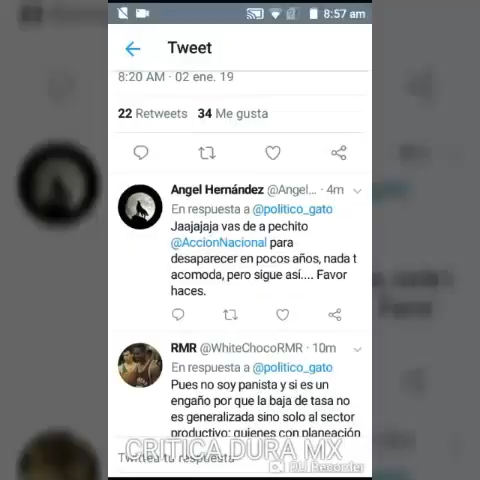 8:57 am
Tweet
8:20 AM · 02 ene. 19
22 Retweets 34 Me gusta
Angel Hernández @Angel... · 4m
En respuesta a @politico_gato
Jaajajaja vas de a pechito
@AccionNacional para
desaparecer en pocos años, nada t
acomoda, pero sigue así.... Favor
haces.
RMR @WhiteChocoRMR · 10m
En respuesta a @politico_gato
Pues no soy panista y si es un
engaño por que la baja de tasa no
es generalizada sino solo al sector
productivo; quienes con planeación
CRITICA DURA MX
Twittea tu respuesta
DU Recorder